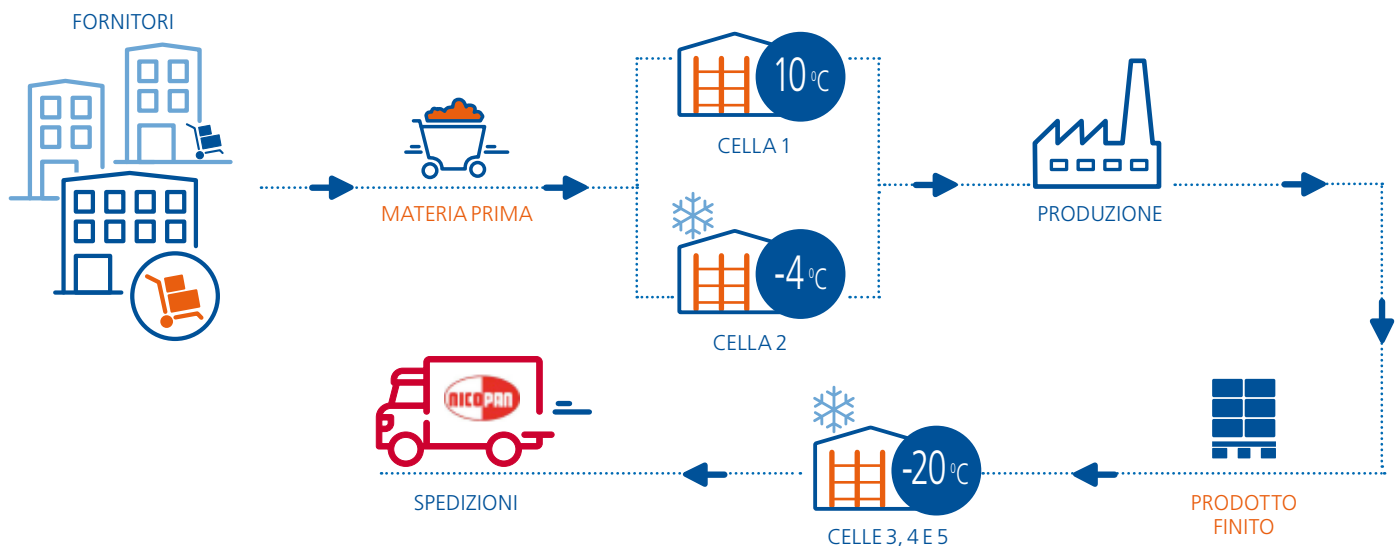 FORNITORI
MATERIA PRIMA
10 °C
CELLA 1
-4 °C
CELLA 2
PRODUZIONE
PRODOTTO
FINITO
-20 °C
CELLE 3, 4 E 5
NICOPAN
SPEDIZIONI